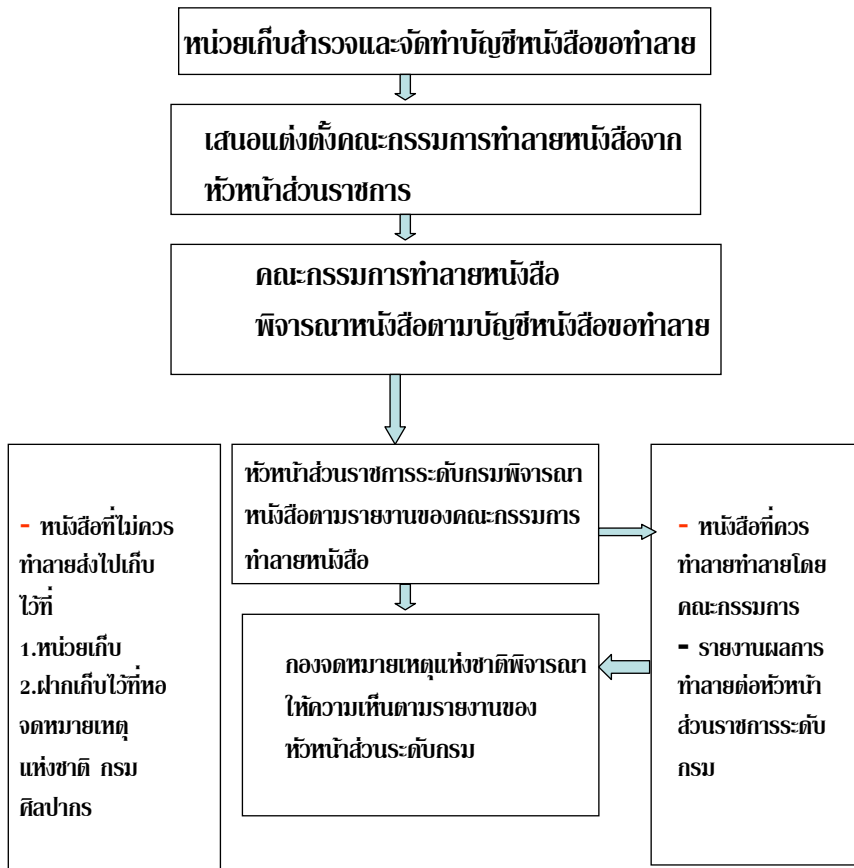 หน่วยเก็บสำรวจและจัดทำบัญชีหนังสือขอทำลาย
เสนอแต่งตั้งคณะกรรมการทำลายหนังสือจาก
หัวหน้าส่วนราชการ
คณะกรรมการทำลายหนังสือ
พิจารณาหนังสือตามบัญชีหนังสือขอทำลาย
- หนังสือที่ไม่ควร
ทำลายส่งไปเก็บ
ไว้ที่
1.หน่วยเก็บ
2.ฝากเก็บไว้ที่หอ
จดหมายเหตุ
แห่งชาติ กรม
ศิลปากร
หัวหน้าส่วนราชการระดับกรมพิจารณา
หนังสือตามรายงานของคณะกรรมการ
ทำลายหนังสือ
กองจดหมายเหตุแห่งชาติพิจารณา
ให้ความเห็นตามรายงานของ
หัวหน้าส่วนระดับกรม
- หนังสือที่ควร
ทำลายทำลายโดย
คณะกรรมการ
- รายงานผลการ
ทำลายต่อหัวหน้า
ส่วนราชการระดับ
กรม